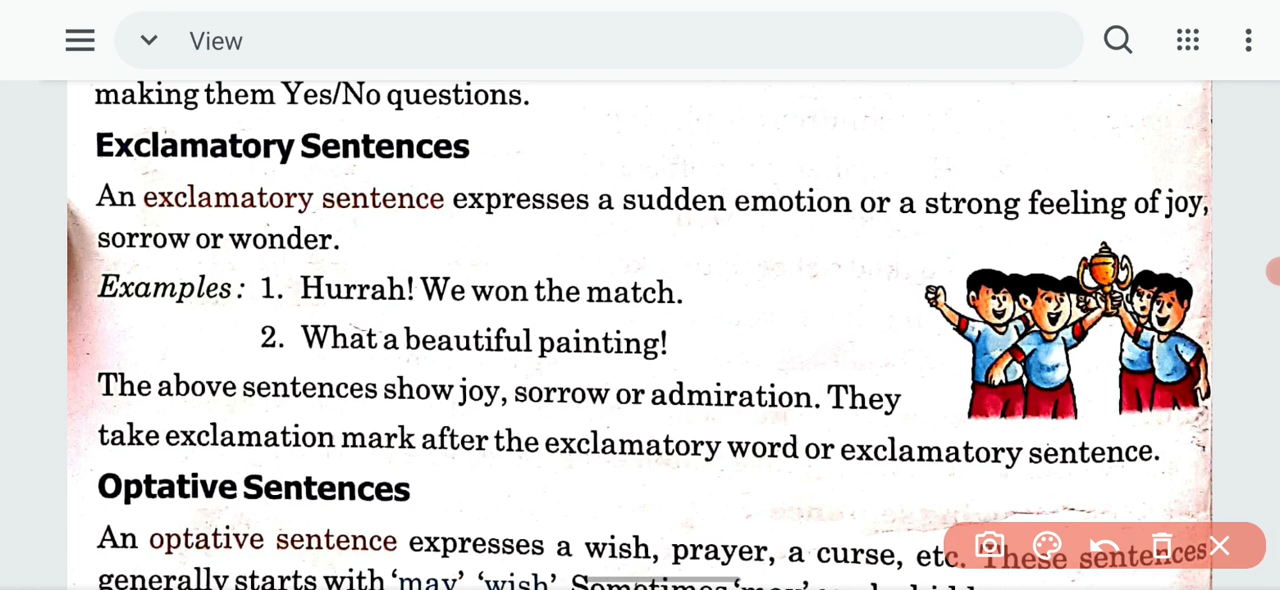 View
making them Yes/No questions.
Exclamatory Sentences
An exclamatory sentence expresses a sudden emotion or a strong feeling of joy,
sorrow or wonder.
Examples: 1. Hurrah! We won the match.
2. What a beautiful painting!
The above sentences show joy, sorrow or admiration. They
take exclamation mark after the exclamatory word or exclamatory sentence.
Optative Sentences
An optative sentence expresses a wish, prayer, a curse, etc. These sentences
generally starts with ‘may’ ‘wish’. Sometimes ‘may’